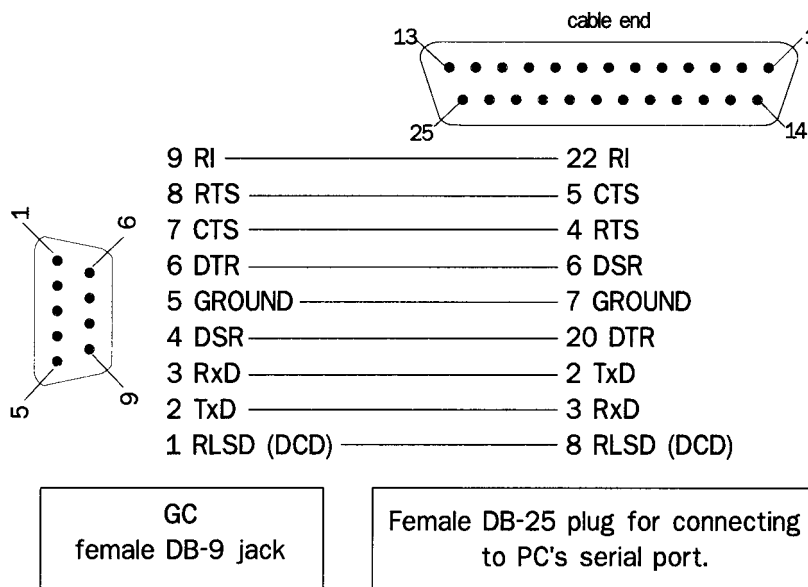 cable end
13 1
25 14
9 RI 22 RI
8 RTS 5 CTS
7 CTS 4 RTS
6 DTR 6 DSR
5 GROUND 7 GROUND
4 DSR 20 DTR
3 RxD 2 TxD
2 TxD 3 RxD
1 RLSD (DCD) 8 RLSD (DCD)
1 6
5 9
GC
female DB-9 jack
Female DB-25 plug for connecting
to PC's serial port.